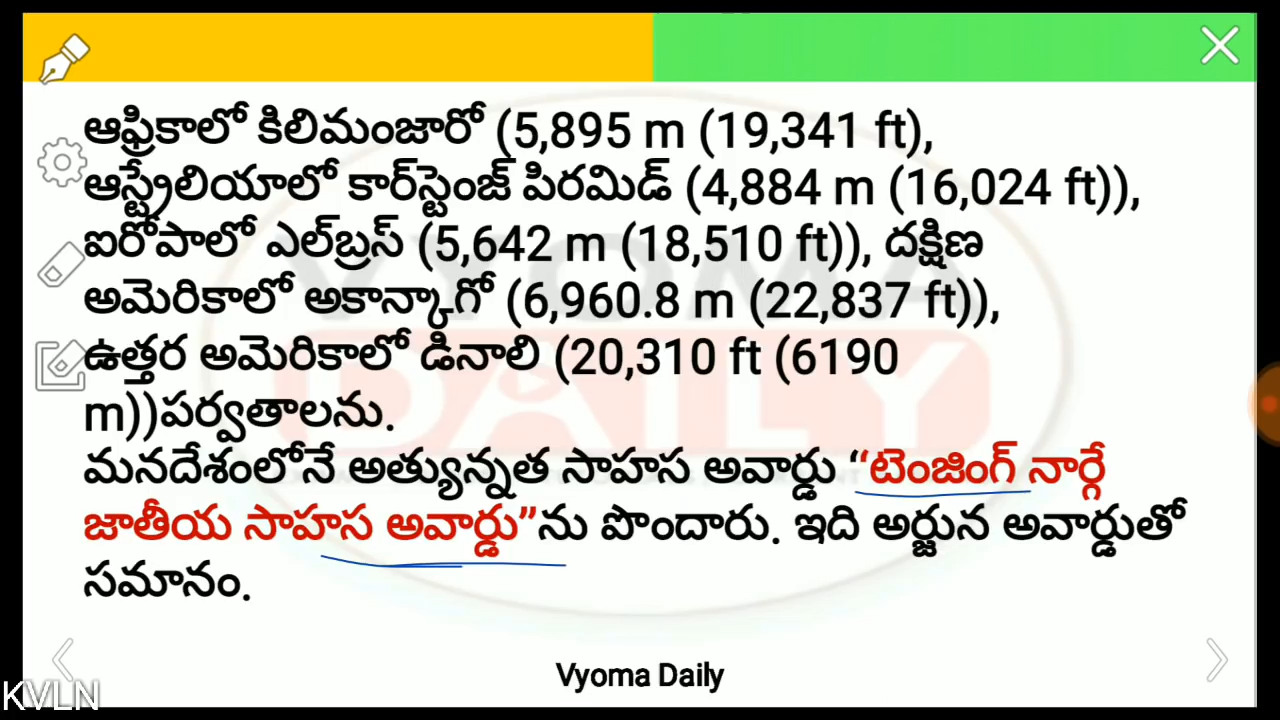 ఆఫ్రికాలో కిలిమంజారో (5,895 m (19,341 ft),
ఆస్ట్రేలియాలో కార్‌స్టెంజ్ పిరమిడ్ (4,884 m (16,024 ft)),
ఐరోపాలో ఎల్‌బ్రస్ (5,642 m (18,510 ft)), దక్షిణ
అమెరికాలో అకాన్కాగో (6,960.8 m (22,837 ft)),
ఉత్తర అమెరికాలో డినాలి (20,310 ft (6190
m))పర్వతాలను.
మనదేశంలోనే అత్యున్నత సాహస అవార్డు ‘‘టెంజింగ్ నార్గే
జాతీయ సాహస అవార్డు’’ను పొందారు. ఇది అర్జున అవార్డుతో
సమానం.
VYOMA
DAILY
Vyoma Daily
KVLN